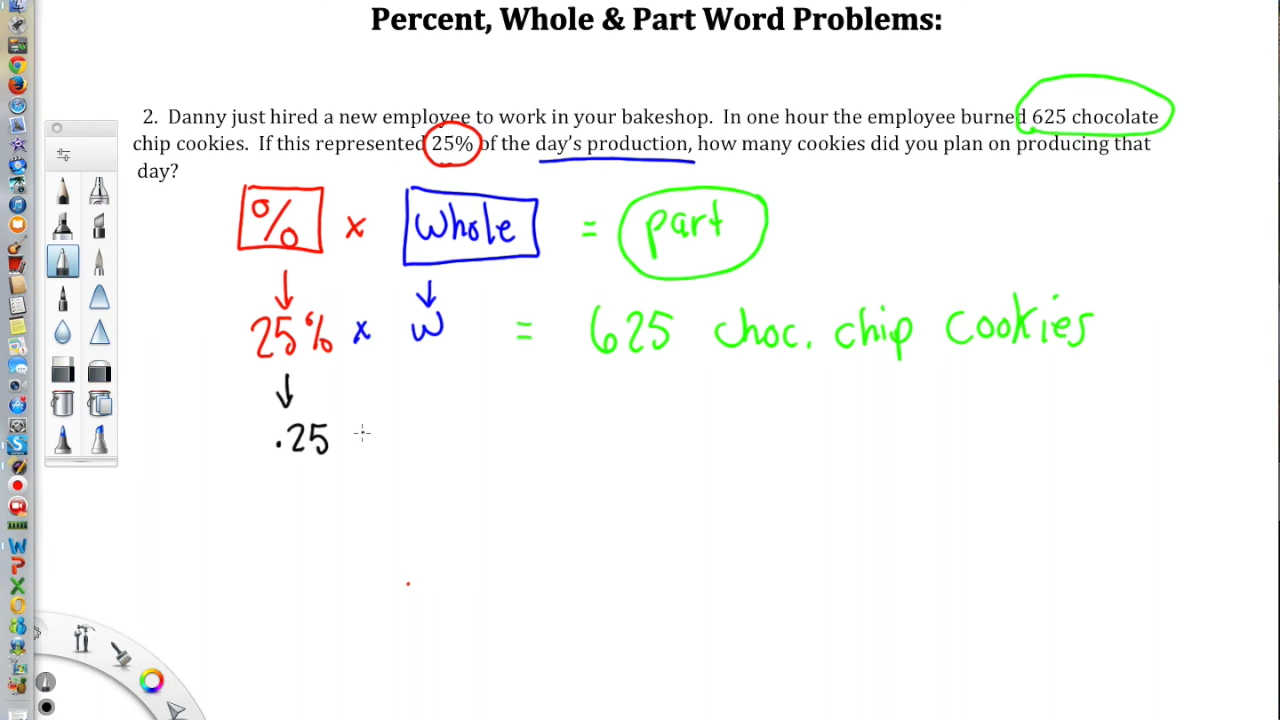 Percent, Whole & Part Word Problems:
2. Danny just hired a new employee to work in your bakeshop. In one hour the employee burned 625 chocolate
chip cookies. If this represented 25% of the day's production, how many cookies did you plan on producing that
day?
% x whole = part
25% x w = 625 choc. chip cookies
.25